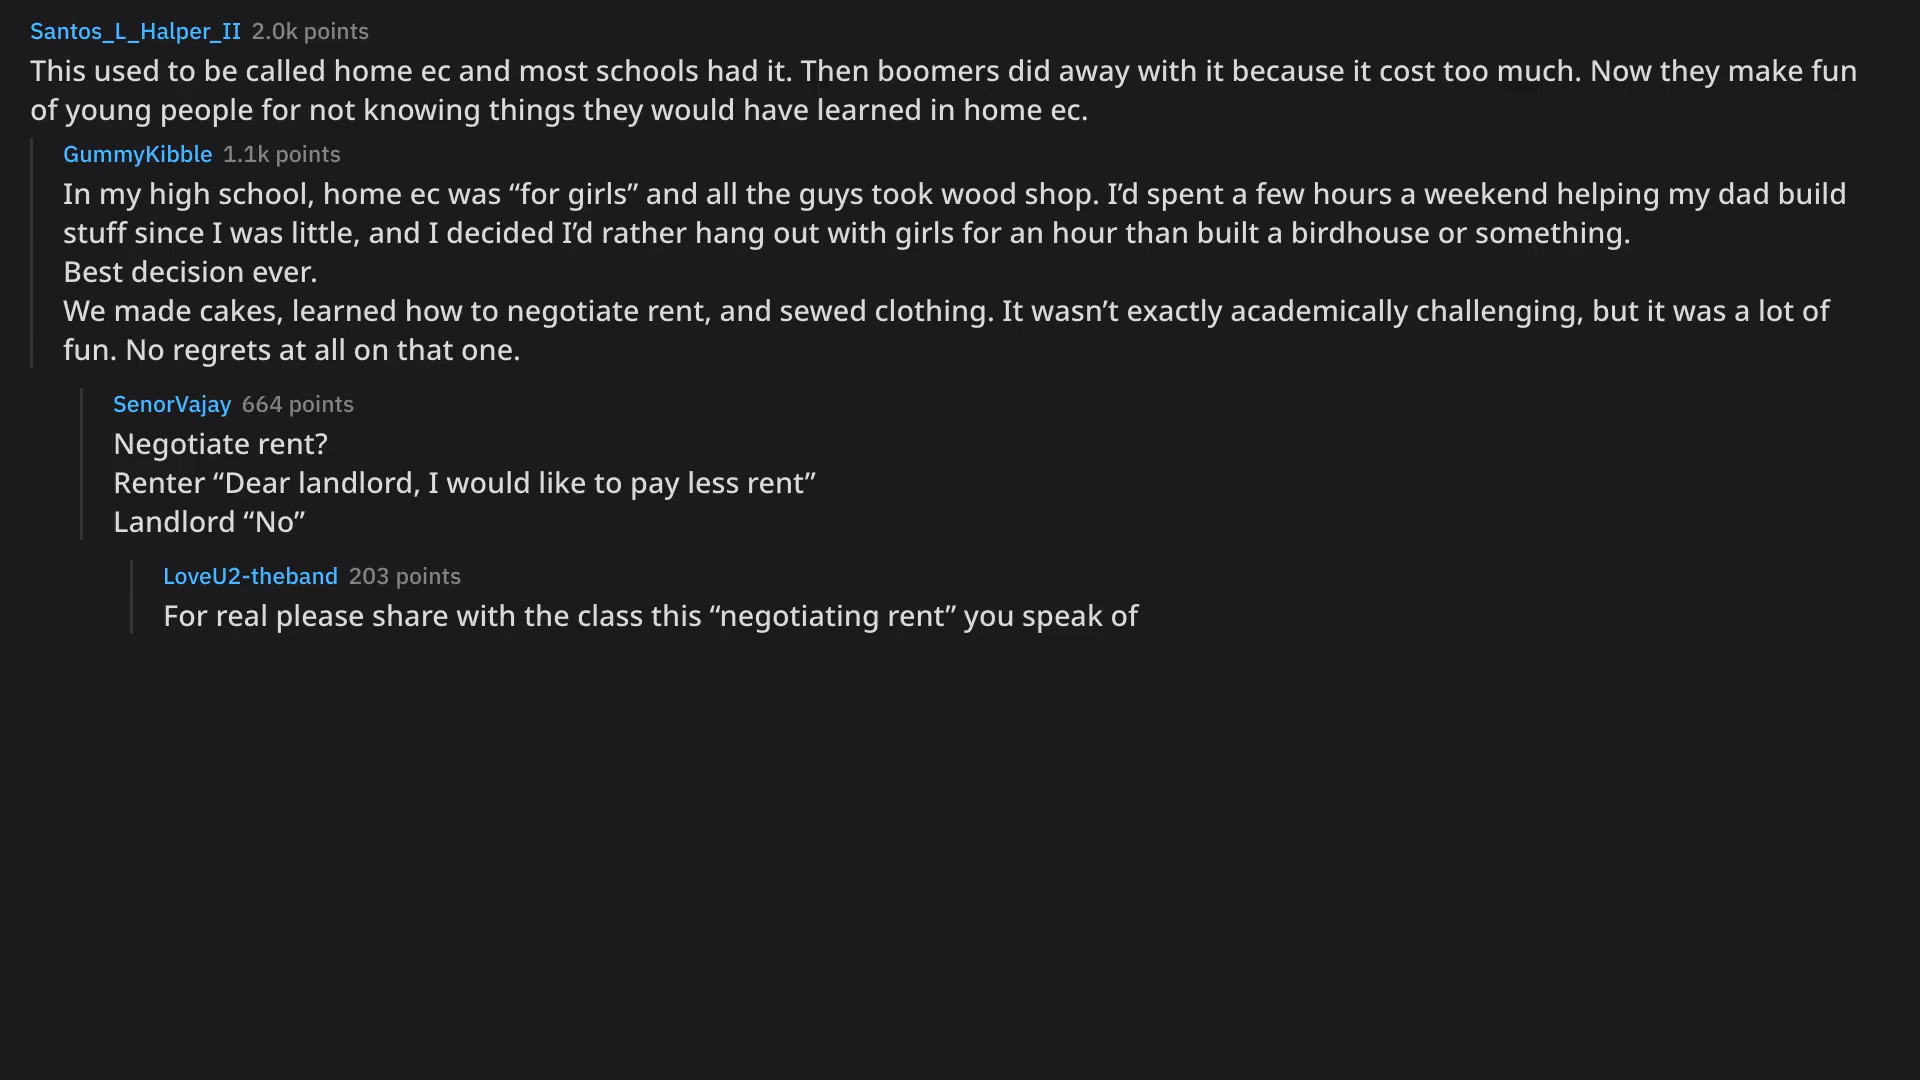 Santos_L_Halper_II 2.0k points
This used to be called home ec and most schools had it. Then boomers did away with it because it cost too much. Now they make fun
of young people for not knowing things they would have learned in home ec.
GummyKibble 1.1k points
In my high school, home ec was “for girls” and all the guys took wood shop. I’d spent a few hours a weekend helping my dad build
stuff since I was little, and I decided I’d rather hang out with girls for an hour than built a birdhouse or something.
Best decision ever.
We made cakes, learned how to negotiate rent, and sewed clothing. It wasn’t exactly academically challenging, but it was a lot of
fun. No regrets at all on that one.
SenorVajay 664 points
Negotiate rent?
Renter “Dear landlord, I would like to pay less rent”
Landlord “No”
LoveU2-theband 203 points
For real please share with the class this “negotiating rent” you speak of